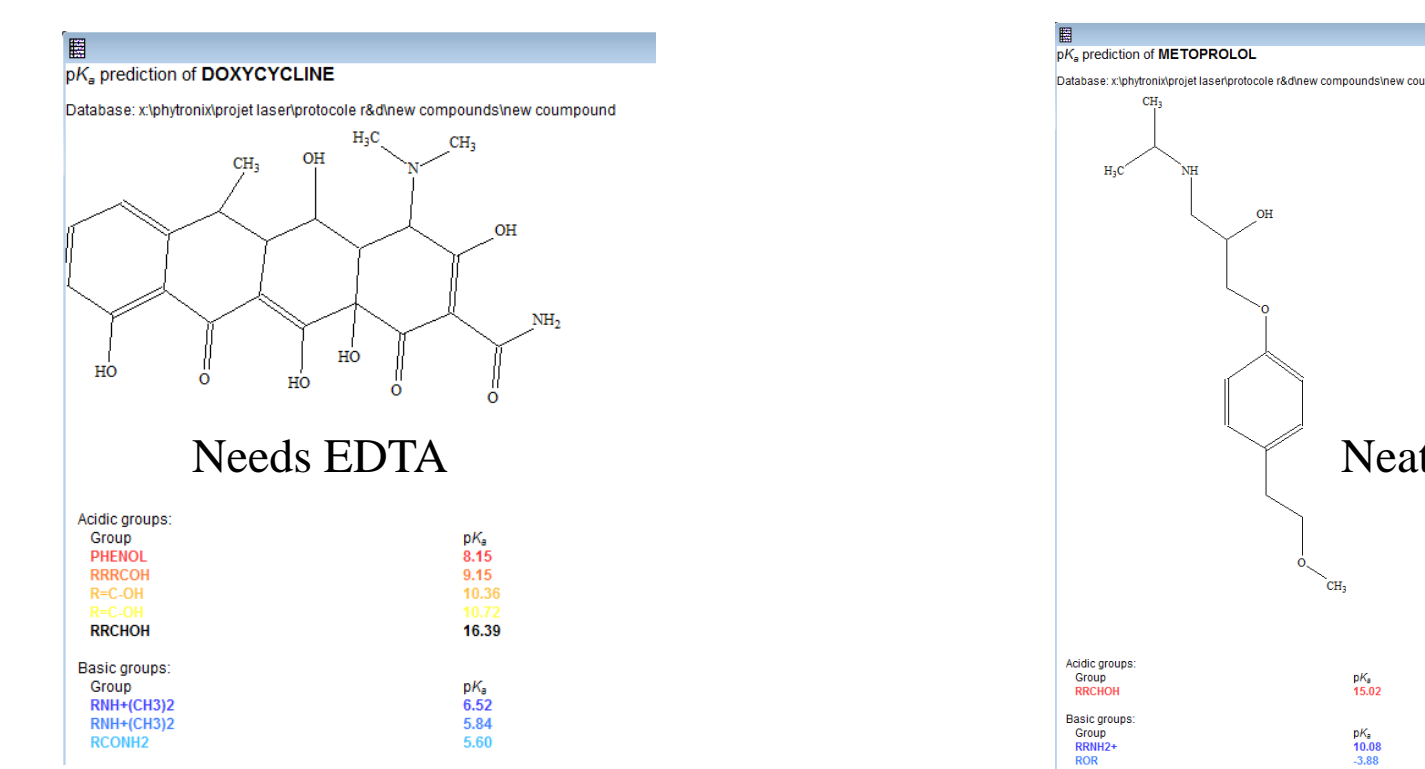 pKa prediction of DOXYCYCLINE
Database: x:\phytronix\projet laser\protocole r&d\new compounds\new coumpound
H3C
CH3
N
CH3
OH
OH
NH2
HO
O
HO
HO
O
O
Needs EDTA
Acidic groups:
Group pKa
PHENOL 8.15
RRRCOH 9.15
R=C-OH 10.36
R=C-OH 10.72
RRCHOH 16.39
Basic groups:
Group pKa
RNH+(CH3)2 6.52
RNH+(CH3)2 5.84
RCONH2 5.60
pKa prediction of METOPROLOL
Database: x:\phytronix\projet laser\protocole r&d\new compounds\new cou
CH3
H3C
NH
OH
O
Neat
O
CH3
Acidic groups:
Group pKa
RRCHOH 15.02
Basic groups:
Group pKa
RRNH2+ 10.08
ROR -3.88